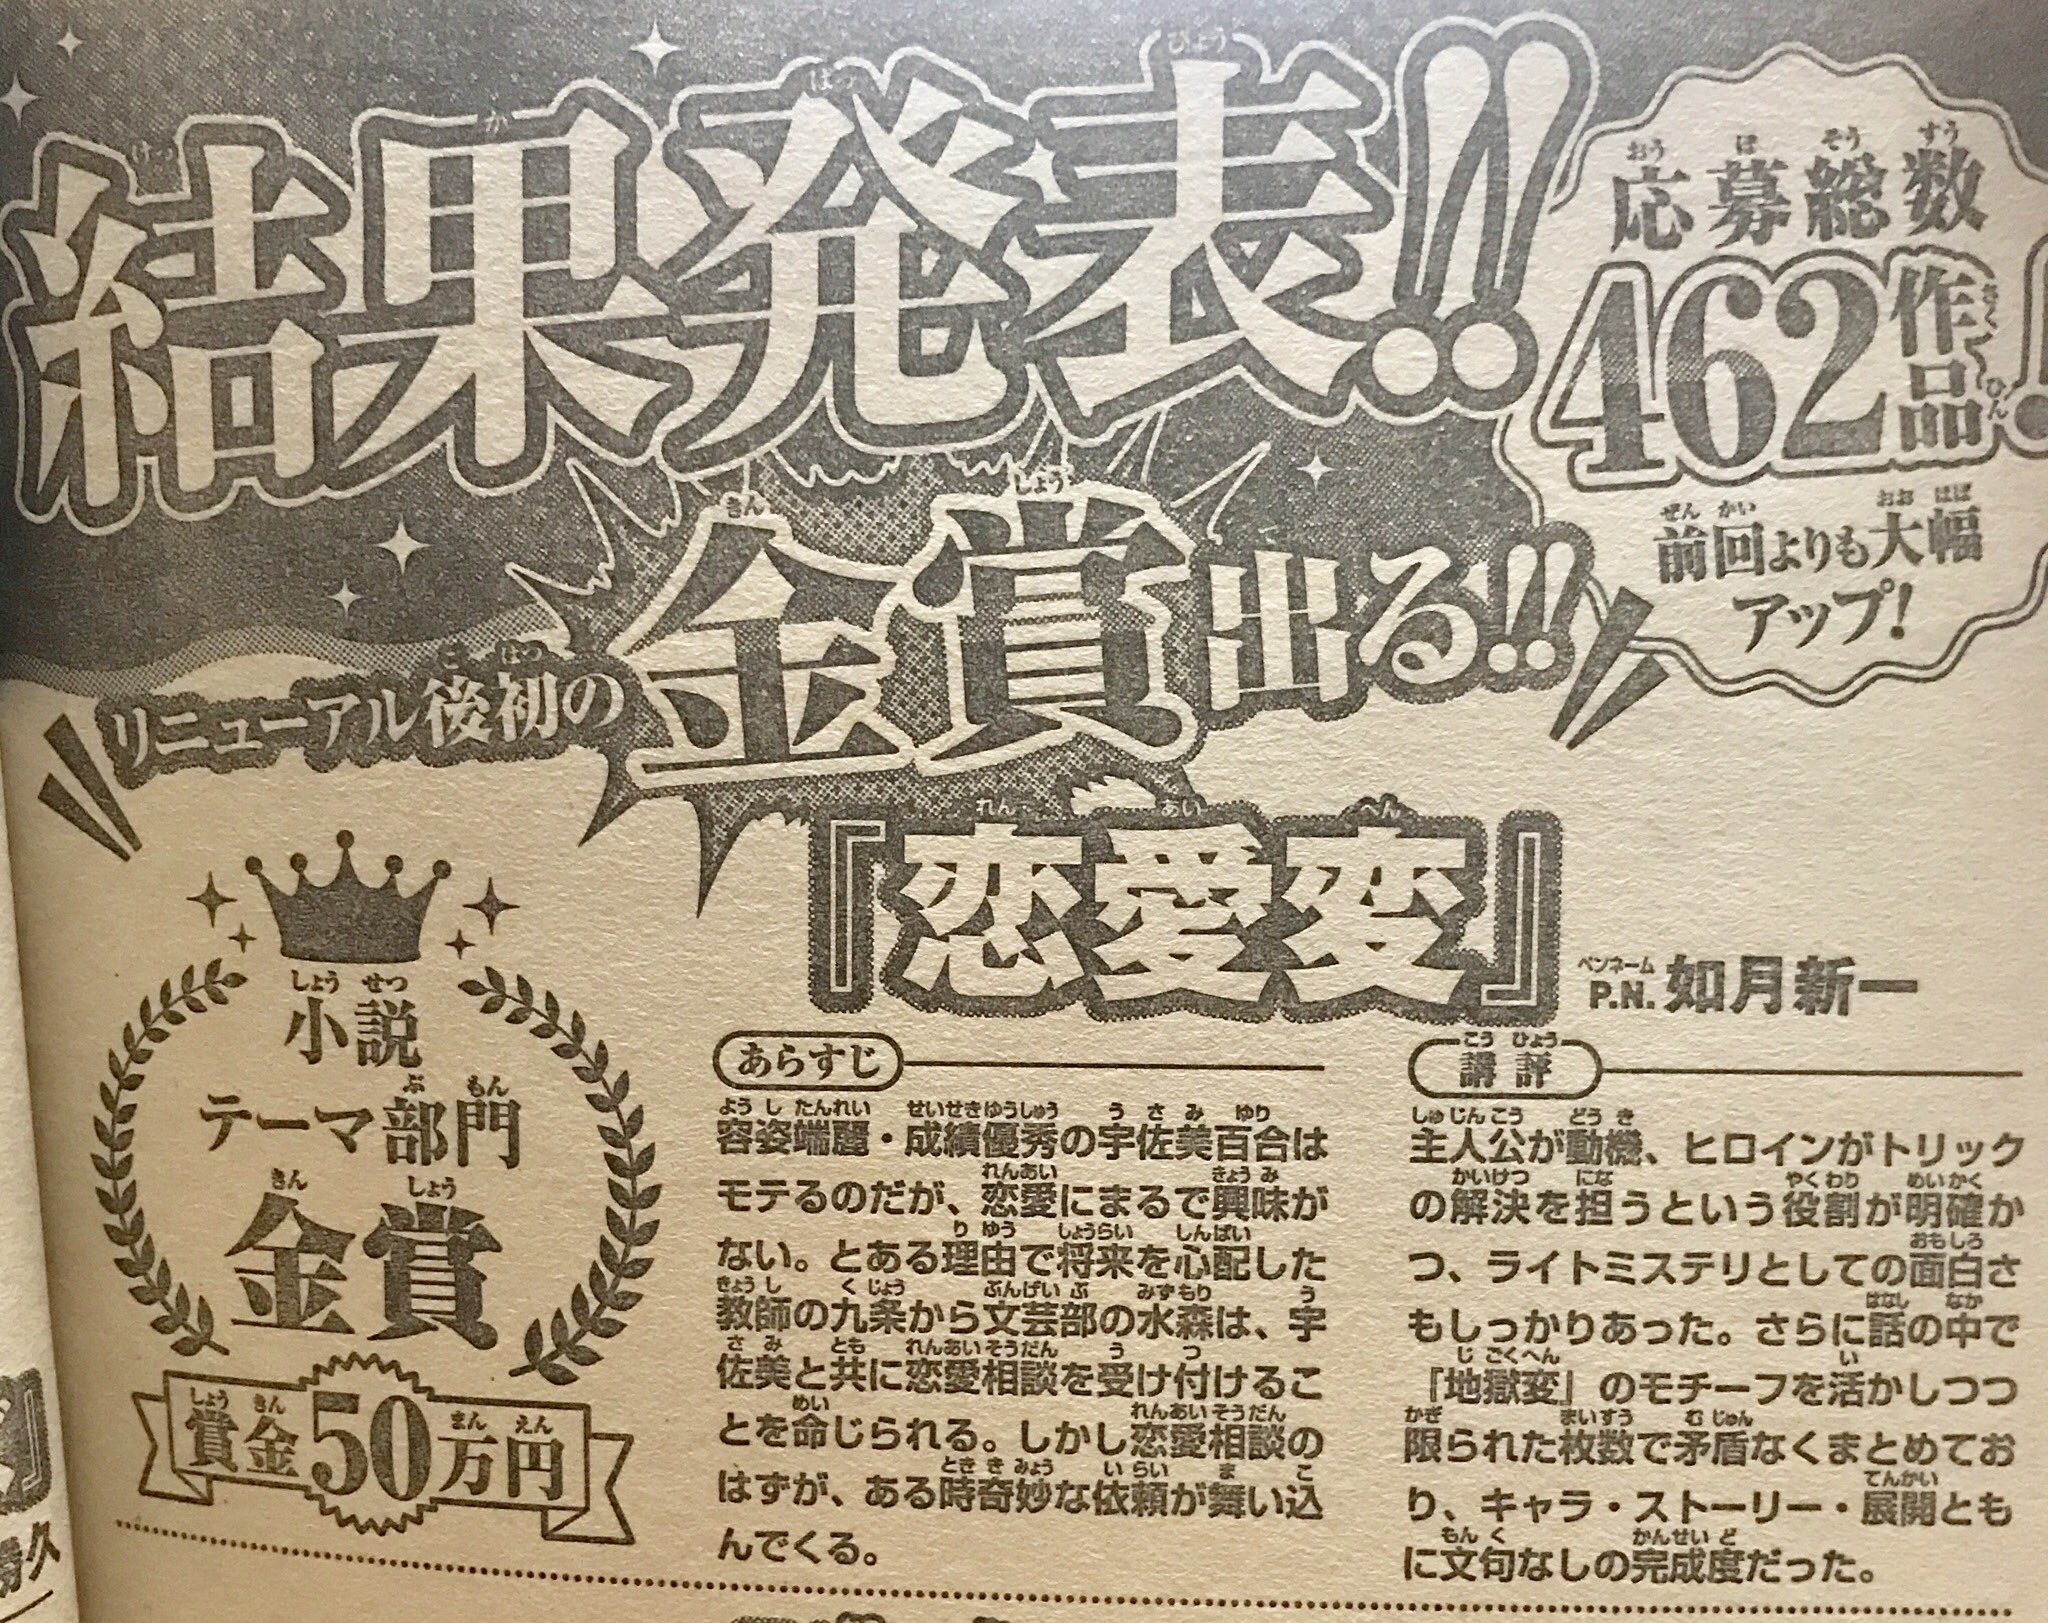 結果発表!!
応募総数
462作品!
前回よりも大幅
アップ!
リニューアル後初の金賞出る!!
『恋愛変』
P.N.如月新一
小説
テーマ部門
金賞
賞金50万円
あらすじ
容姿端麗・成績優秀の宇佐美百合は
モテるのだが、恋愛にまるで興味が
ない。とある理由で将来を心配した
教師の九条から文芸部の水森は、宇
佐美と共に恋愛相談を受け付けるこ
とを命じられる。しかし恋愛相談の
はずが、ある時奇妙な依頼が舞い込
んでくる。
講評
主人公が動機、ヒロインがトリック
の解決を担うという役割が明確か
つ、ライトミステリとしての面白さ
もしっかりあった。さらに話の中で
「地獄変」のモチーフを活かしつつ
限られた枚数で矛盾なくまとめてお
り、キャラ・ストーリー・展開とも
に文句なしの完成度だった。